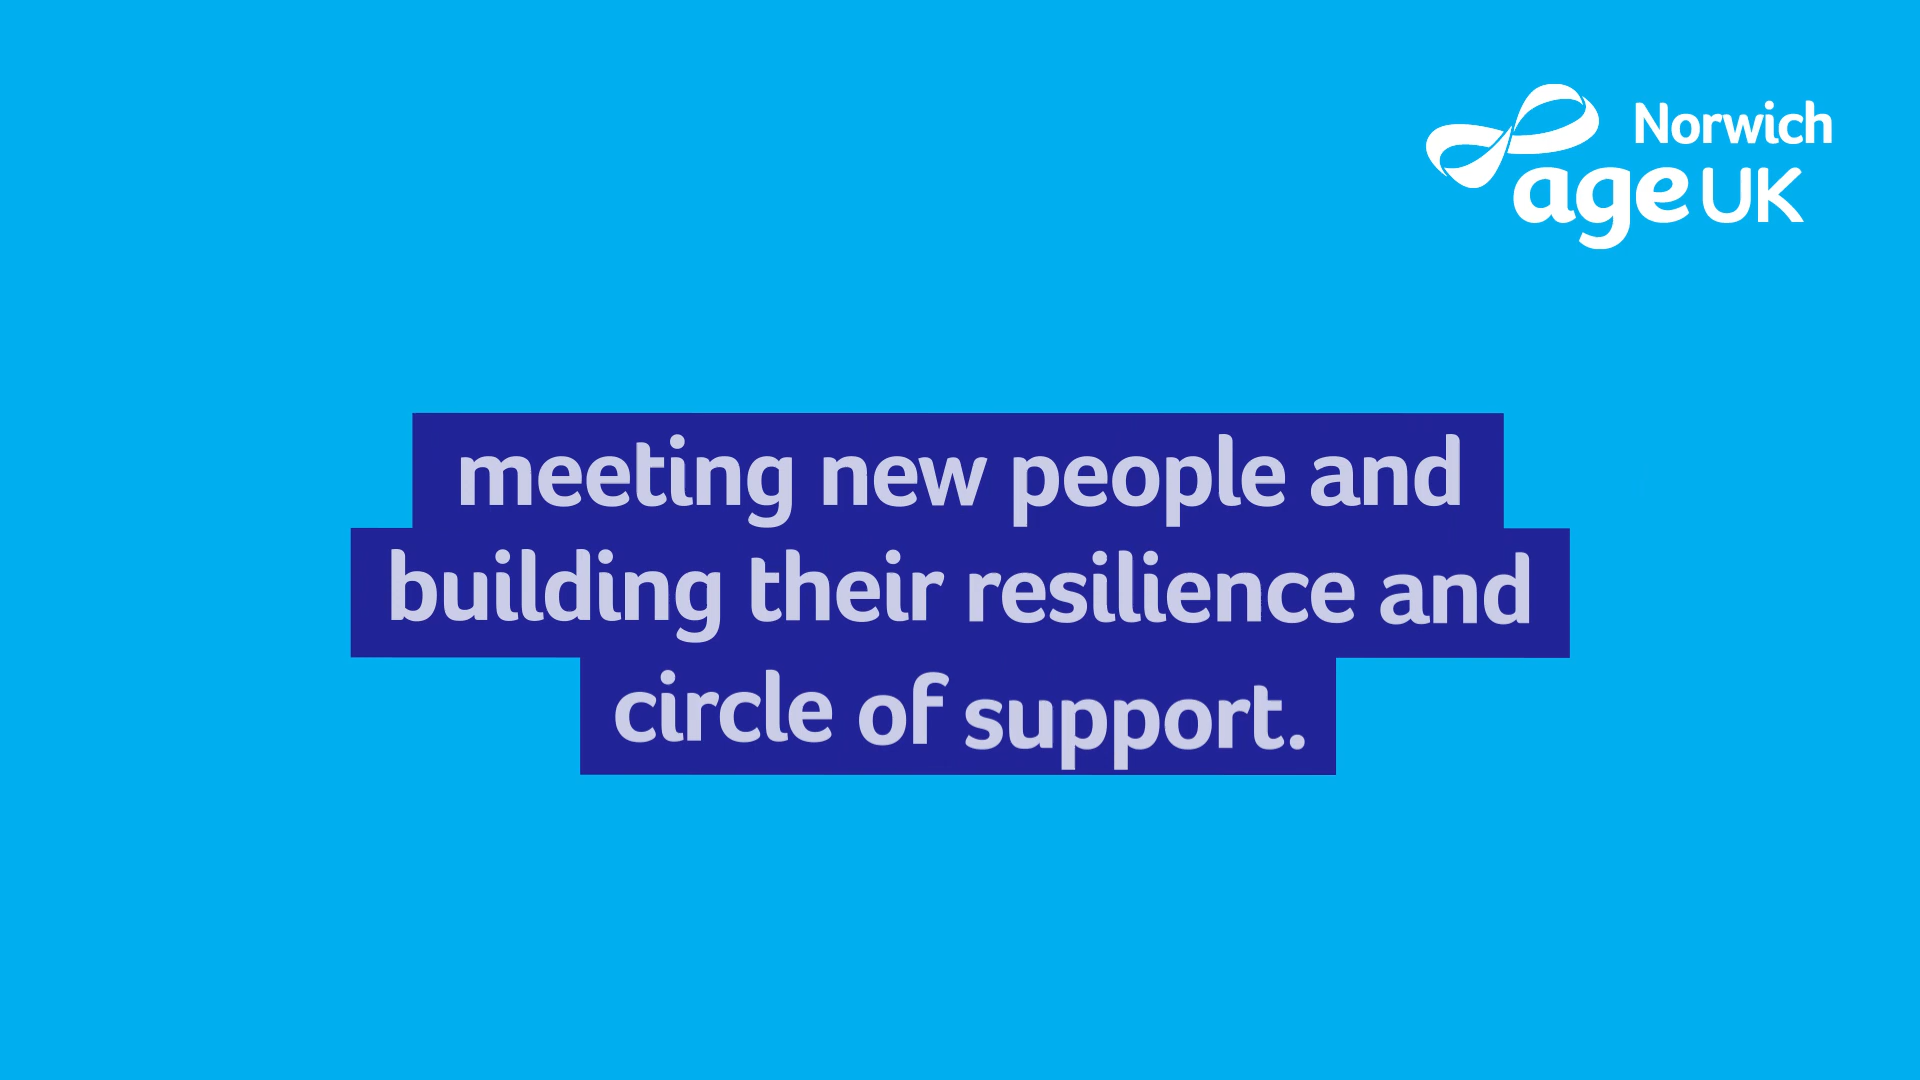 Norwich
age UK
meeting new people and
building their resilience and
circle of support.